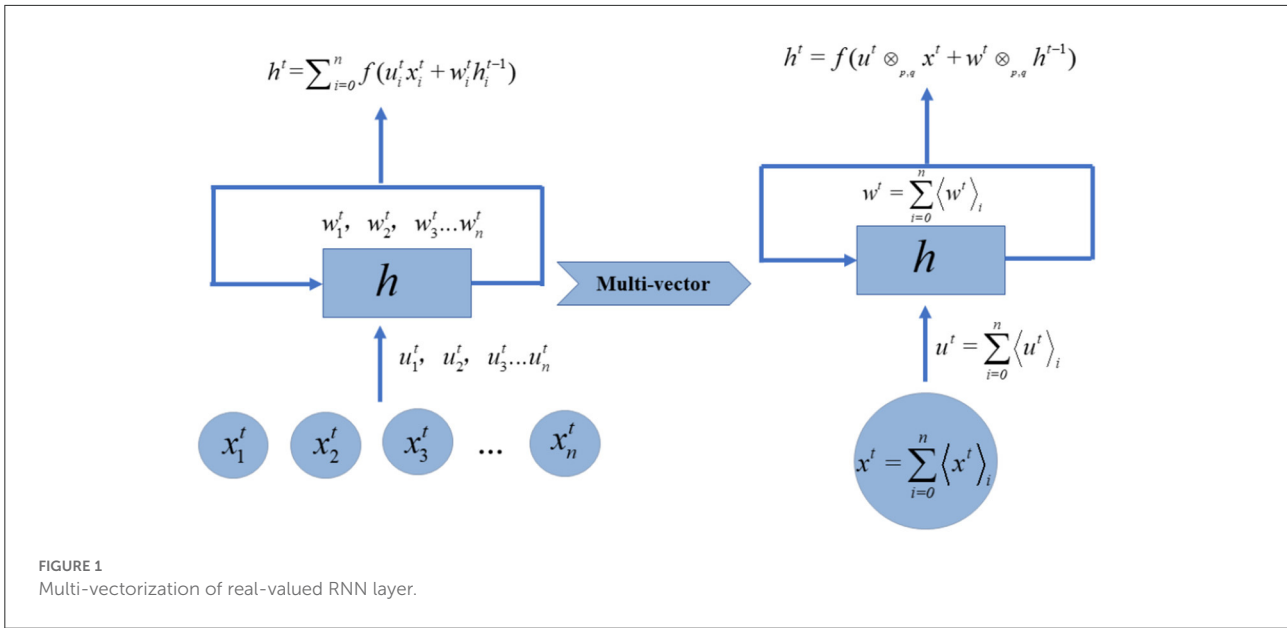 h^t = ∑_{i=0}^{n} f(u_i^t x_i^t + w_i^t h_i^{t-1})
w_1^t, w_2^t, w_3^t...w_n^t
h
u_1^t, u_2^t, u_3^t...u_n^t
x_1^t x_2^t x_3^t ... x_n^t
Multi-vector
h^t = f(u^t ⊗_{p,q} x^t + w^t ⊗_{p,q} h^{t-1})
w^t = ∑_{i=0}^{n} ⟨w^t⟩_i
h
u^t = ∑_{i=0}^{n} ⟨u^t⟩_i
x^t = ∑_{i=0}^{n} ⟨x^t⟩_i
FIGURE 1
Multi-vectorization of real-valued RNN layer.